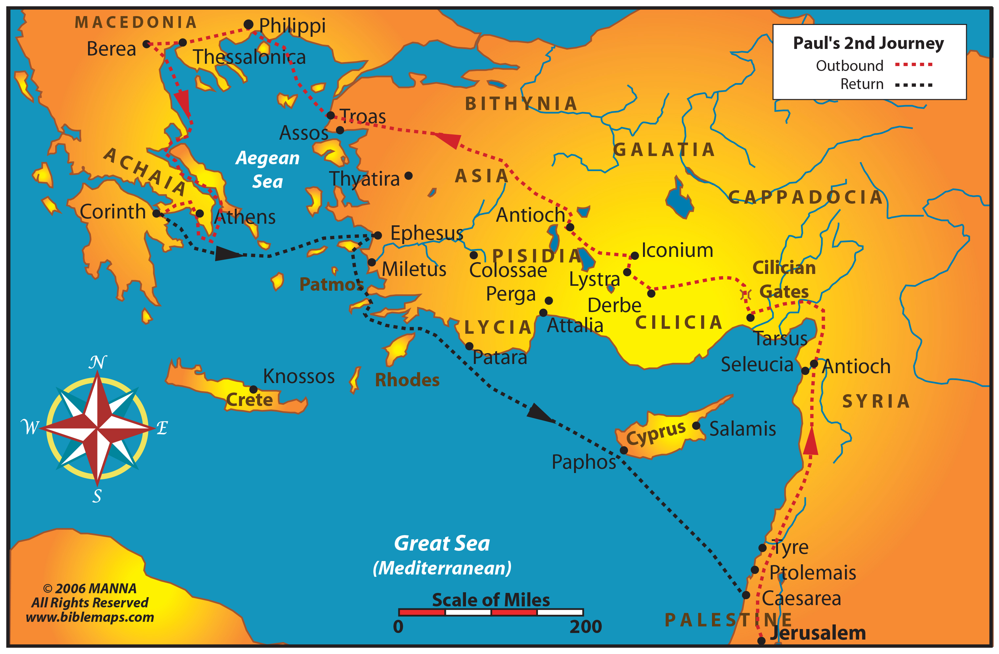 MACEDONIA
Philippi
Berea
Thessalonica
Paul's 2nd Journey
Outbound
Return
BITHYNIA
Troas
Assos
GALATIA
ACHAIA
Aegean
Sea
Thyatira
ASIA
CAPPADOCIA
Corinth
Athens
Antioch
Ephesus
Iconium
PISIDIA
Miletus
Colossae
Cilician
Gates
Lystra
Patmos
Perga
Derbe
LYCIA
Attalia
CILICIA
Tarsus
Patara
Seleucia
Antioch
Knossos
Rhodes
Crete
SYRIA
N
W
E
S
Cyprus
Salamis
Paphos
Great Sea
(Mediterranean)
Tyre
Ptolemais
Caesarea
© 2006 MANNA
All Rights Reserved
www.biblemaps.com
Scale of Miles
0
200
PALESTINE
Jerusalem